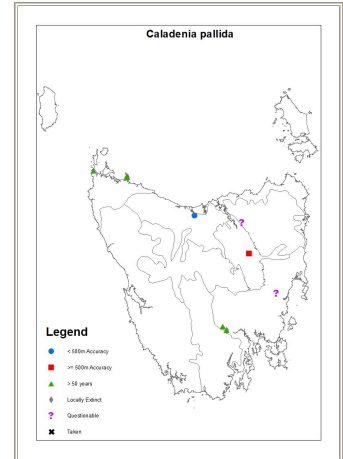 Caladenia pallida
?
?
Legend
< 500m Accuracy
>= 500m Accuracy
> 50 years
Locally Extinct
? Questionable
Taken